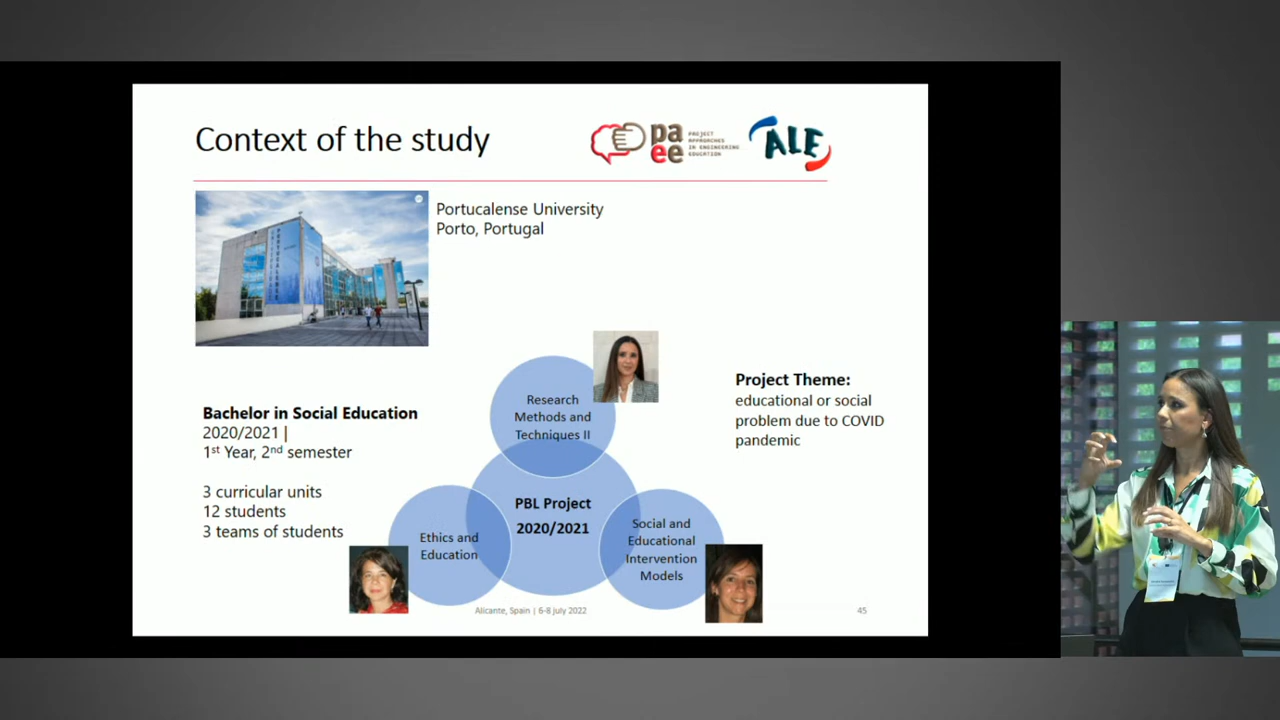 Context of the study
pa
ee
PROJECT
APPROACHES
IN ENGINEERING
EDUCATION
ALE
Portucalense University
Porto, Portugal
Research
Methods and
Techniques II
Project Theme:
educational or social
problem due to COVID
pandemic
Bachelor in Social Education
2020/2021 |
1st Year, 2nd semester
3 curricular units
12 students
3 teams of students
PBL Project
2020/2021
Ethics and
Education
Social and
Educational
Intervention
Models
Alicante, Spain | 6-8 july 2022
45